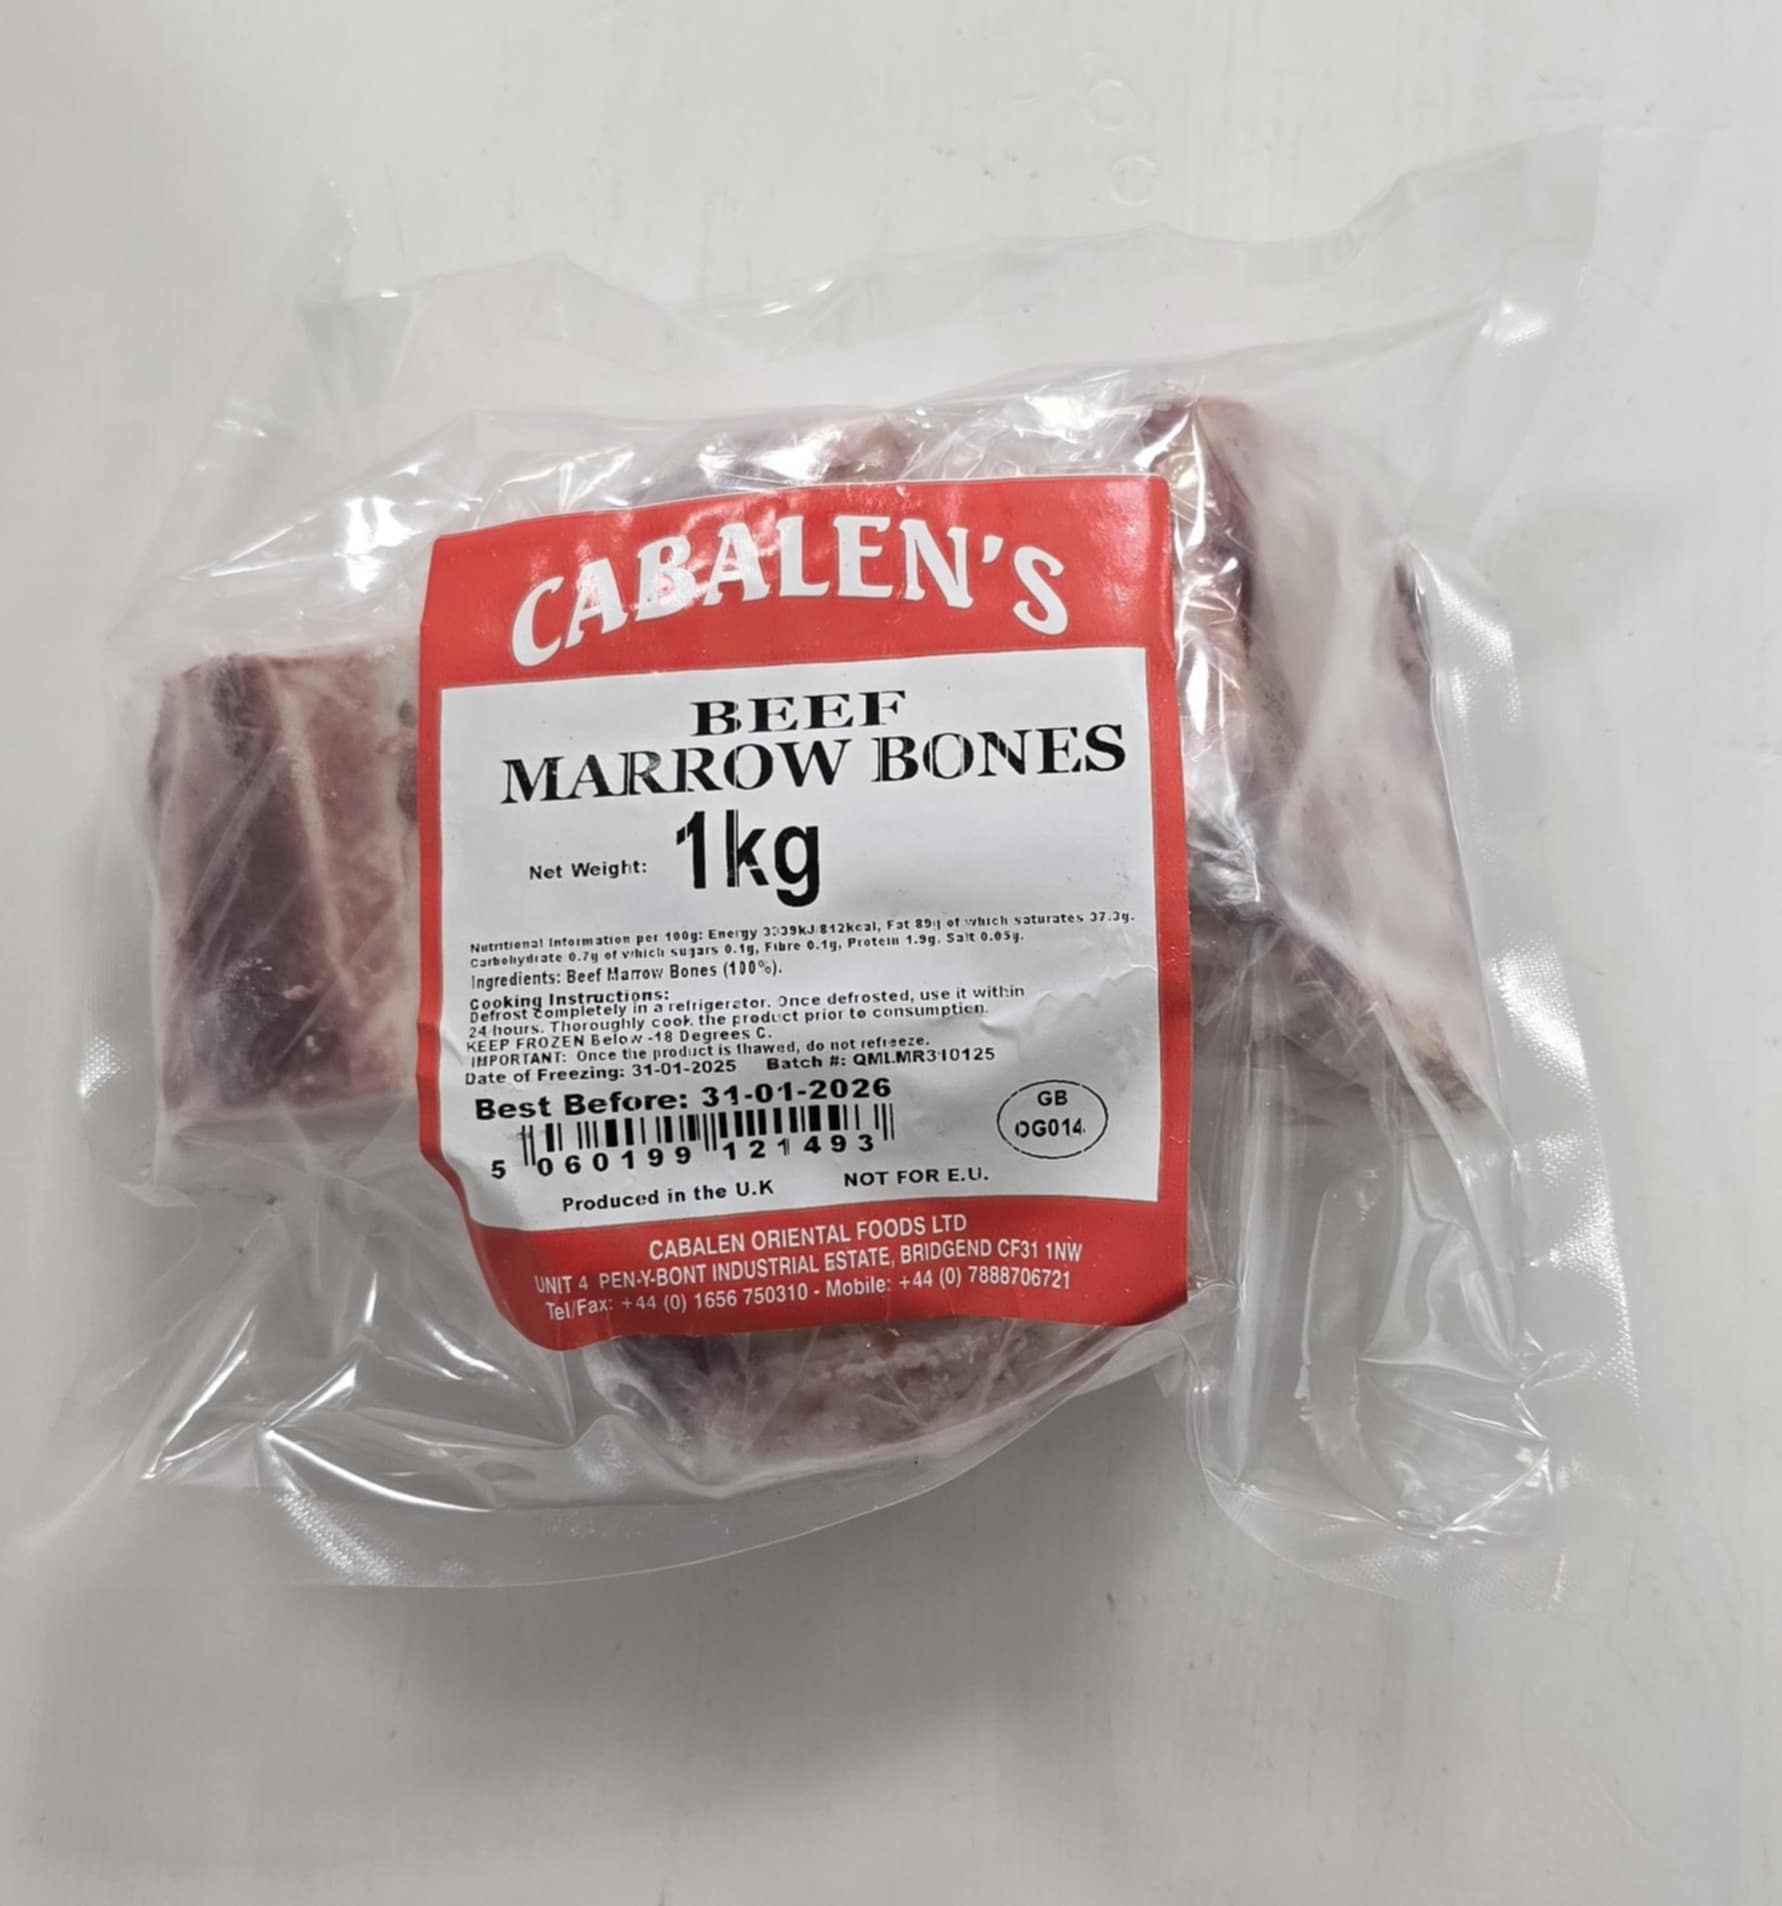 CABALEN'S
BEEF
MARROW BONES
Net Weight: 1kg
Nutritional Information per 100g: Energy 3339kJ/812kcal, Fat 89g of which saturates 37.3g.
Carbohydrate 0.7g of which sugars 0.1g, Fibre 0.1g, Protein 1.9g, Salt 0.05g.
Ingredients: Beef Marrow Bones (100%).
Cooking Instructions:
Defrost completely in a refrigerator. Once defrosted, use it within
24 hours. Thoroughly cook the product prior to consumption.
KEEP FROZEN Below -18 Degrees C.
IMPORTANT: Once the product is thawed, do not refreeze.
Date of Freezing: 31-01-2025 Batch #: QMLMR310125
Best Before: 31-01-2026
5 060199 121493
GB
OG014
Produced in the U.K NOT FOR E.U.
CABALEN ORIENTAL FOODS LTD
UNIT 4 PEN-Y-BONT INDUSTRIAL ESTATE, BRIDGEND CF31 1NW
Tel/Fax: +44 (0) 1656 750310 - Mobile: +44 (0) 7888706721